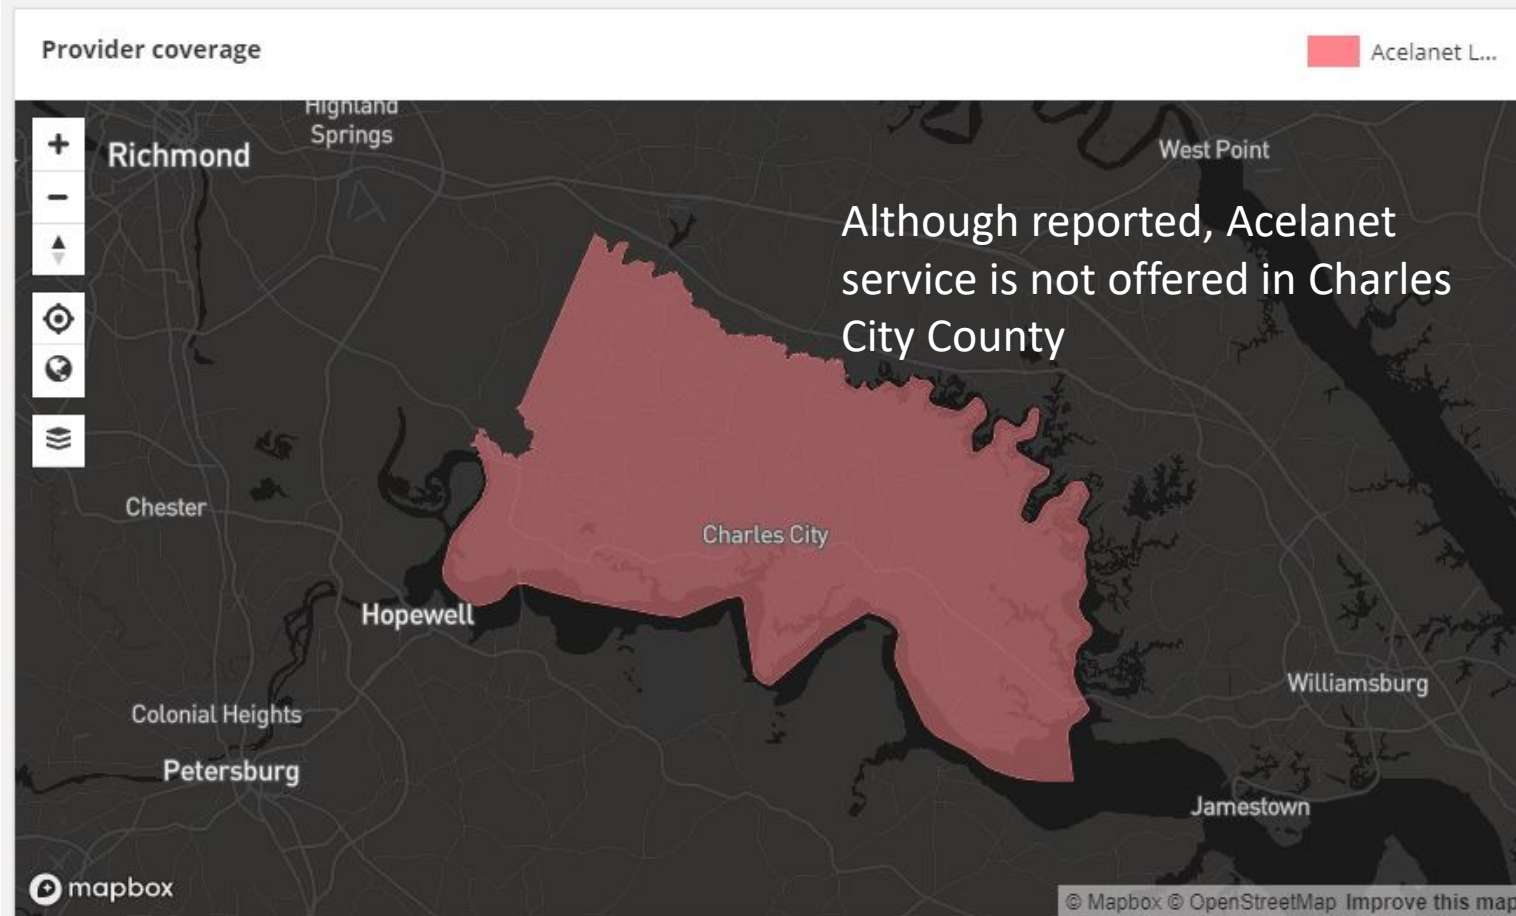 Provider coverage
Acelanet L...
Highland
Springs
Richmond
West Point
Although reported, Acelanet
service is not offered in Charles
City County
Chester
Charles City
Hopewell
Williamsburg
Colonial Heights
Petersburg
Jamestown
mapbox
© Mapbox © OpenStreetMap Improve this map